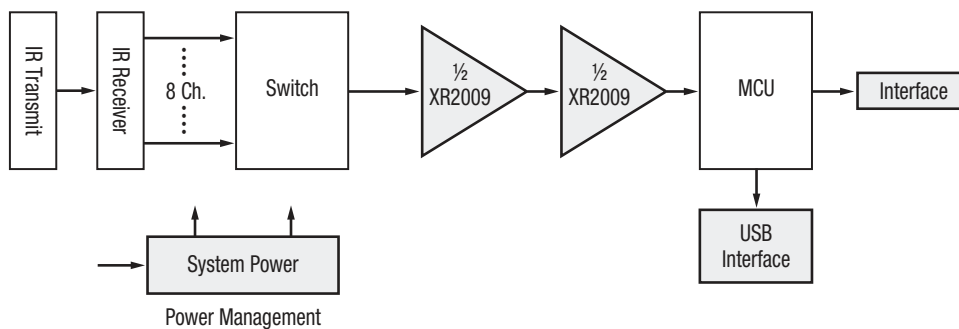 IR Transmit
IR Receiver
8 Ch.
Switch
½
XR2009
½
XR2009
MCU
Interface
USB
Interface
System Power
Power Management